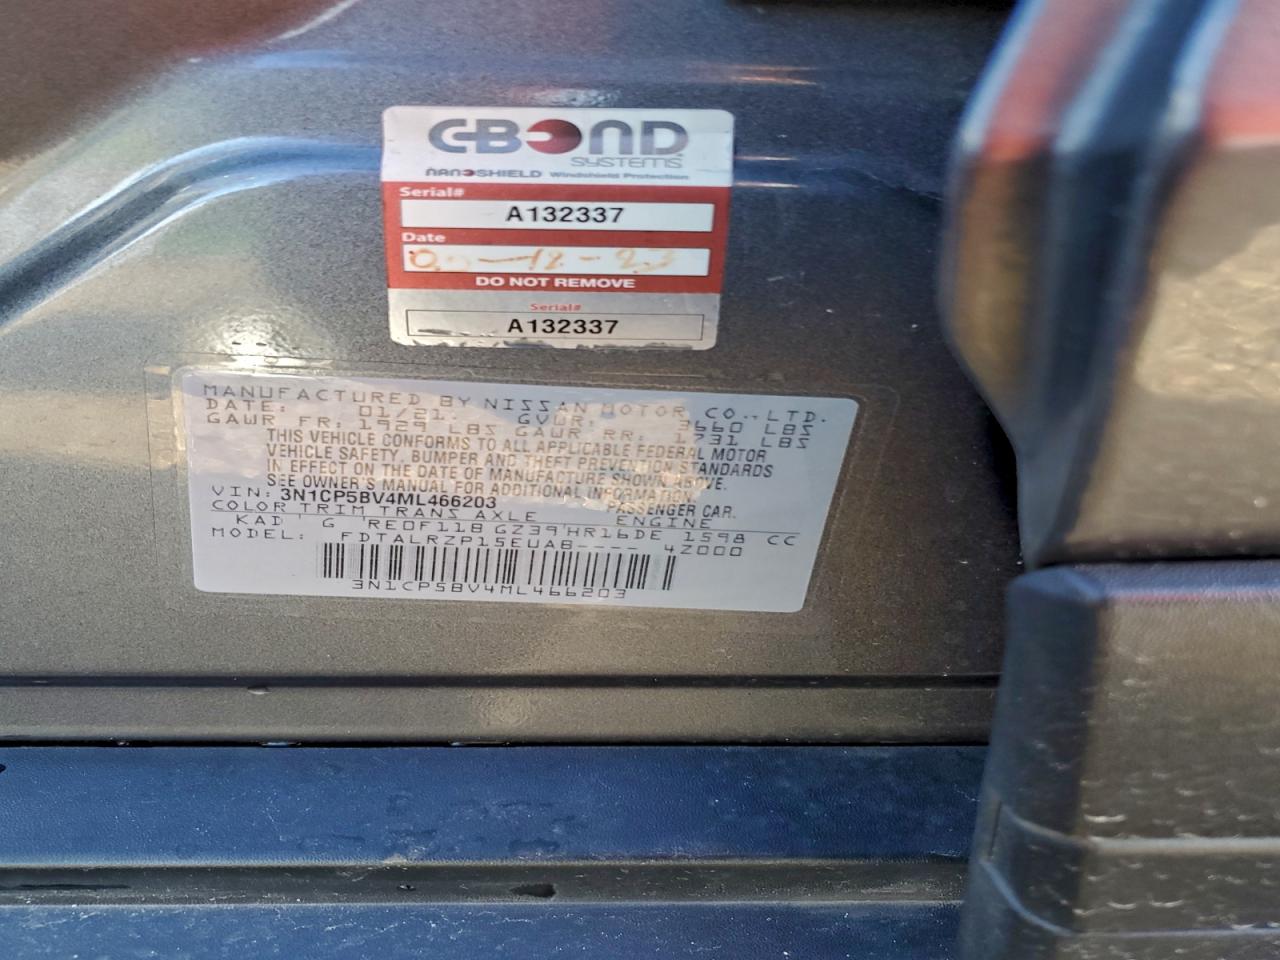 C-BOND
SYSTEMS
NANOSHIELD Windshield Protection
Serial#
A132337
Date
DO NOT REMOVE
Serial#
A132337
MANUFACTURED BY NISSAN MOTOR CO., LTD.
DATE: 01/21 GVWR: 3660 LBS
GAWR FR: 1929 LBS GAWR RR: 1731 LBS
THIS VEHICLE CONFORMS TO ALL APPLICABLE FEDERAL MOTOR
VEHICLE SAFETY, BUMPER AND THEFT PREVENTION STANDARDS
IN EFFECT ON THE DATE OF MANUFACTURE SHOWN ABOVE.
SEE OWNER'S MANUAL FOR ADDITIONAL INFORMATION.
VIN: 3N1CP5BV4ML466203 PASSENGER CAR.
COLOR TRIM TRANS AXLE ENGINE
KAD G RE0F11B GZ39 HR16DE 1598 CC
MODEL: FDTALRZP15EUAB---- 4Z000
3N1CP5BV4ML466203